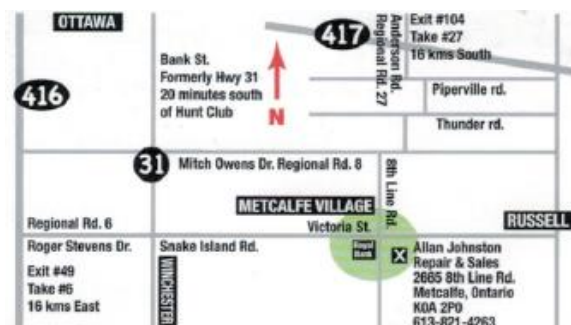 OTTAWA
416
Bank St.
Formerly Hwy 31
20 minutes south
of Hunt Club
N
417
Anderson Rd.
Regional Rd. 27
Exit #104
Take #27
16 kms South
Piperville rd.
Thunder rd.
31
Mitch Owens Dr. Regional Rd. 8
8th Line Rd.
METCALFE VILLAGE
Victoria St.
RUSSELL
Regional Rd. 6
Roger Stevens Dr.
Exit #49
Take #6
16 kms East
Snake Island Rd.
WINCHESTER
Royal
Bank
X
Allan Johnston
Repair & Sales
2665 8th Line Rd.
Metcalfe, Ontario
K0A 2P0
613-821-4263